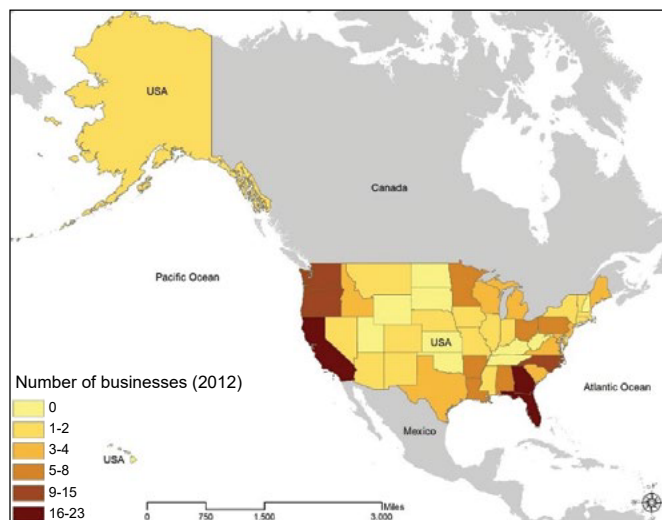 USA
Canada
Pacific Ocean
USA
Number of businesses (2012)
Atlantic Ocean
0
1-2
3-4
Mexico
5-8
USA
9-15
16-23
Miles
0 750 1.500 3.000